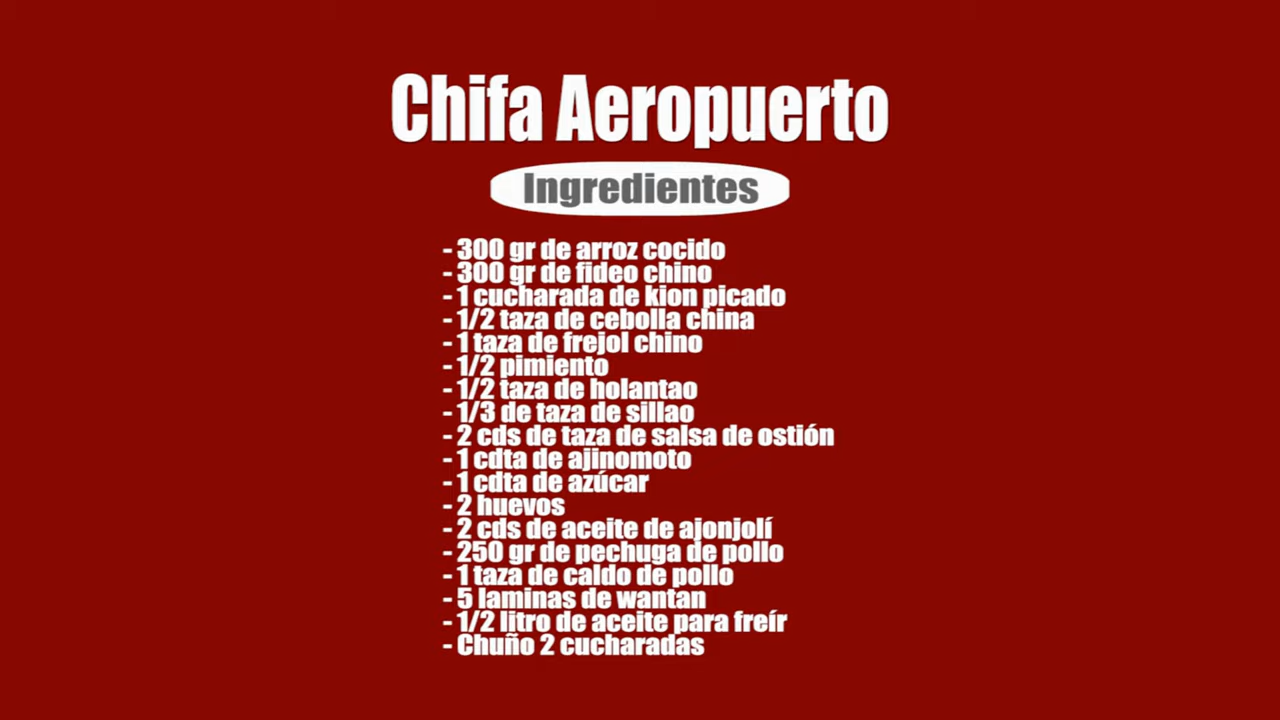 Chifa Aeropuerto
Ingredientes
- 300 gr de arroz cocido
- 300 gr de fideo chino
- 1 cucharada de kion picado
- 1/2 taza de cebolla china
- 1 taza de frejol chino
- 1/2 pimiento
- 1/2 taza de holantao
- 1/3 de taza de sillao
- 2 cds de taza de salsa de ostión
- 1 cdta de ajinomoto
- 1 cdta de azúcar
- 2 huevos
- 2 cds de aceite de ajonjolí
- 250 gr de pechuga de pollo
- 1 taza de caldo de pollo
- 5 laminas de wantan
- 1/2 litro de aceite para freír
- Chuño 2 cucharadas